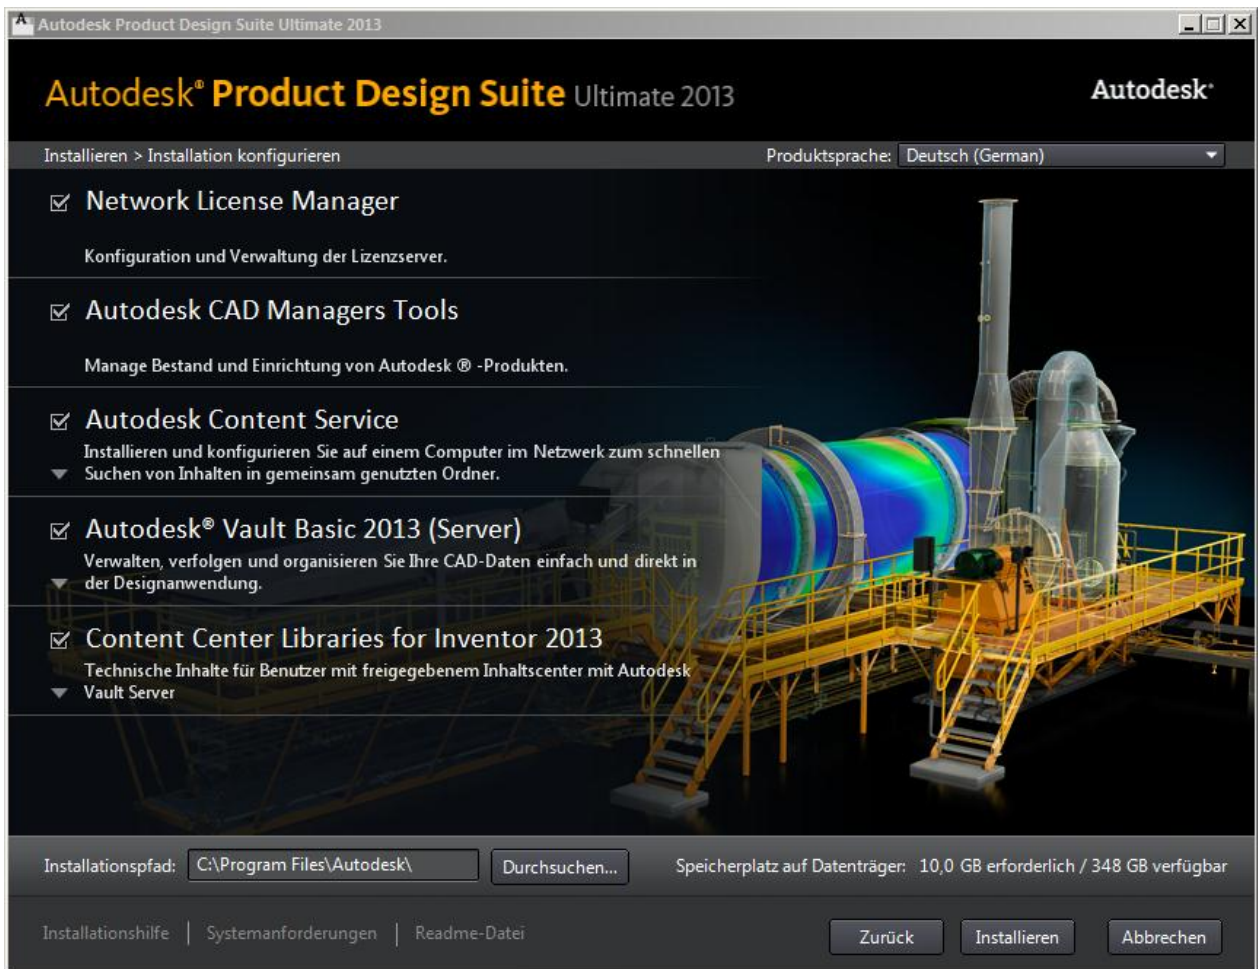 Autodesk Product Design Suite Ultimate 2013
Autodesk® Product Design Suite Ultimate 2013
Autodesk®
Installieren > Installation konfigurieren
Produktsprache: Deutsch (German)
Network License Manager
Konfiguration und Verwaltung der Lizenzserver.
Autodesk CAD Managers Tools
Manage Bestand und Einrichtung von Autodesk ® -Produkten.
Autodesk Content Service
Installieren und konfigurieren Sie auf einem Computer im Netzwerk zum schnellen
Suchen von Inhalten in gemeinsam genutzten Ordner.
Autodesk® Vault Basic 2013 (Server)
Verwalten, verfolgen und organisieren Sie Ihre CAD-Daten einfach und direkt in
der Designanwendung.
Content Center Libraries for Inventor 2013
Technische Inhalte für Benutzer mit freigegebenem Inhaltscenter mit Autodesk
Vault Server
Installationspfad: C:\Program Files\Autodesk\ Durchsuchen... Speicherplatz auf Datenträger: 10,0 GB erforderlich / 348 GB verfügbar
Installationshilfe | Systemanforderungen | Readme-Datei
Zurück Installieren Abbrechen